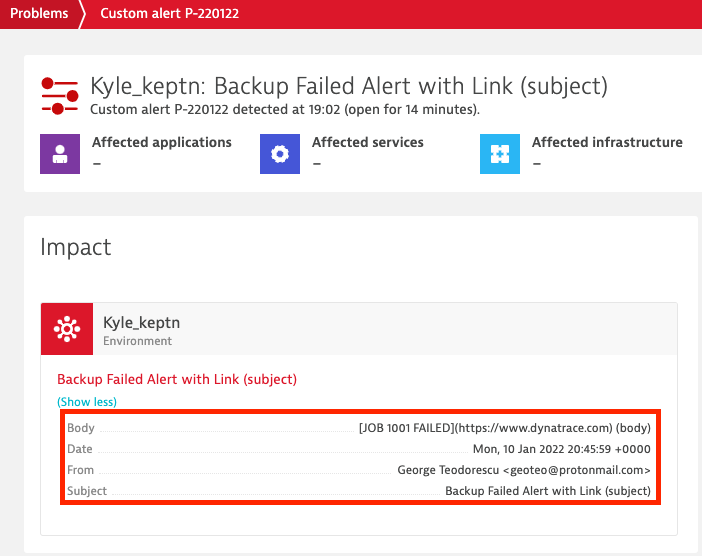 Problems
Custom alert P-220122
Kyle_keptn: Backup Failed Alert with Link (subject)
Custom alert P-220122 detected at 19:02 (open for 14 minutes).
Affected applications
–
Affected services
–
Affected infrastructure
–
Impact
Kyle_keptn
Environment
Backup Failed Alert with Link (subject)
(Show less)
Body [JOB 1001 FAILED](https://www.dynatrace.com) (body)
Date Mon, 10 Jan 2022 20:45:59 +0000
From George Teodorescu <geoteo@protonmail.com>
Subject Backup Failed Alert with Link (subject)